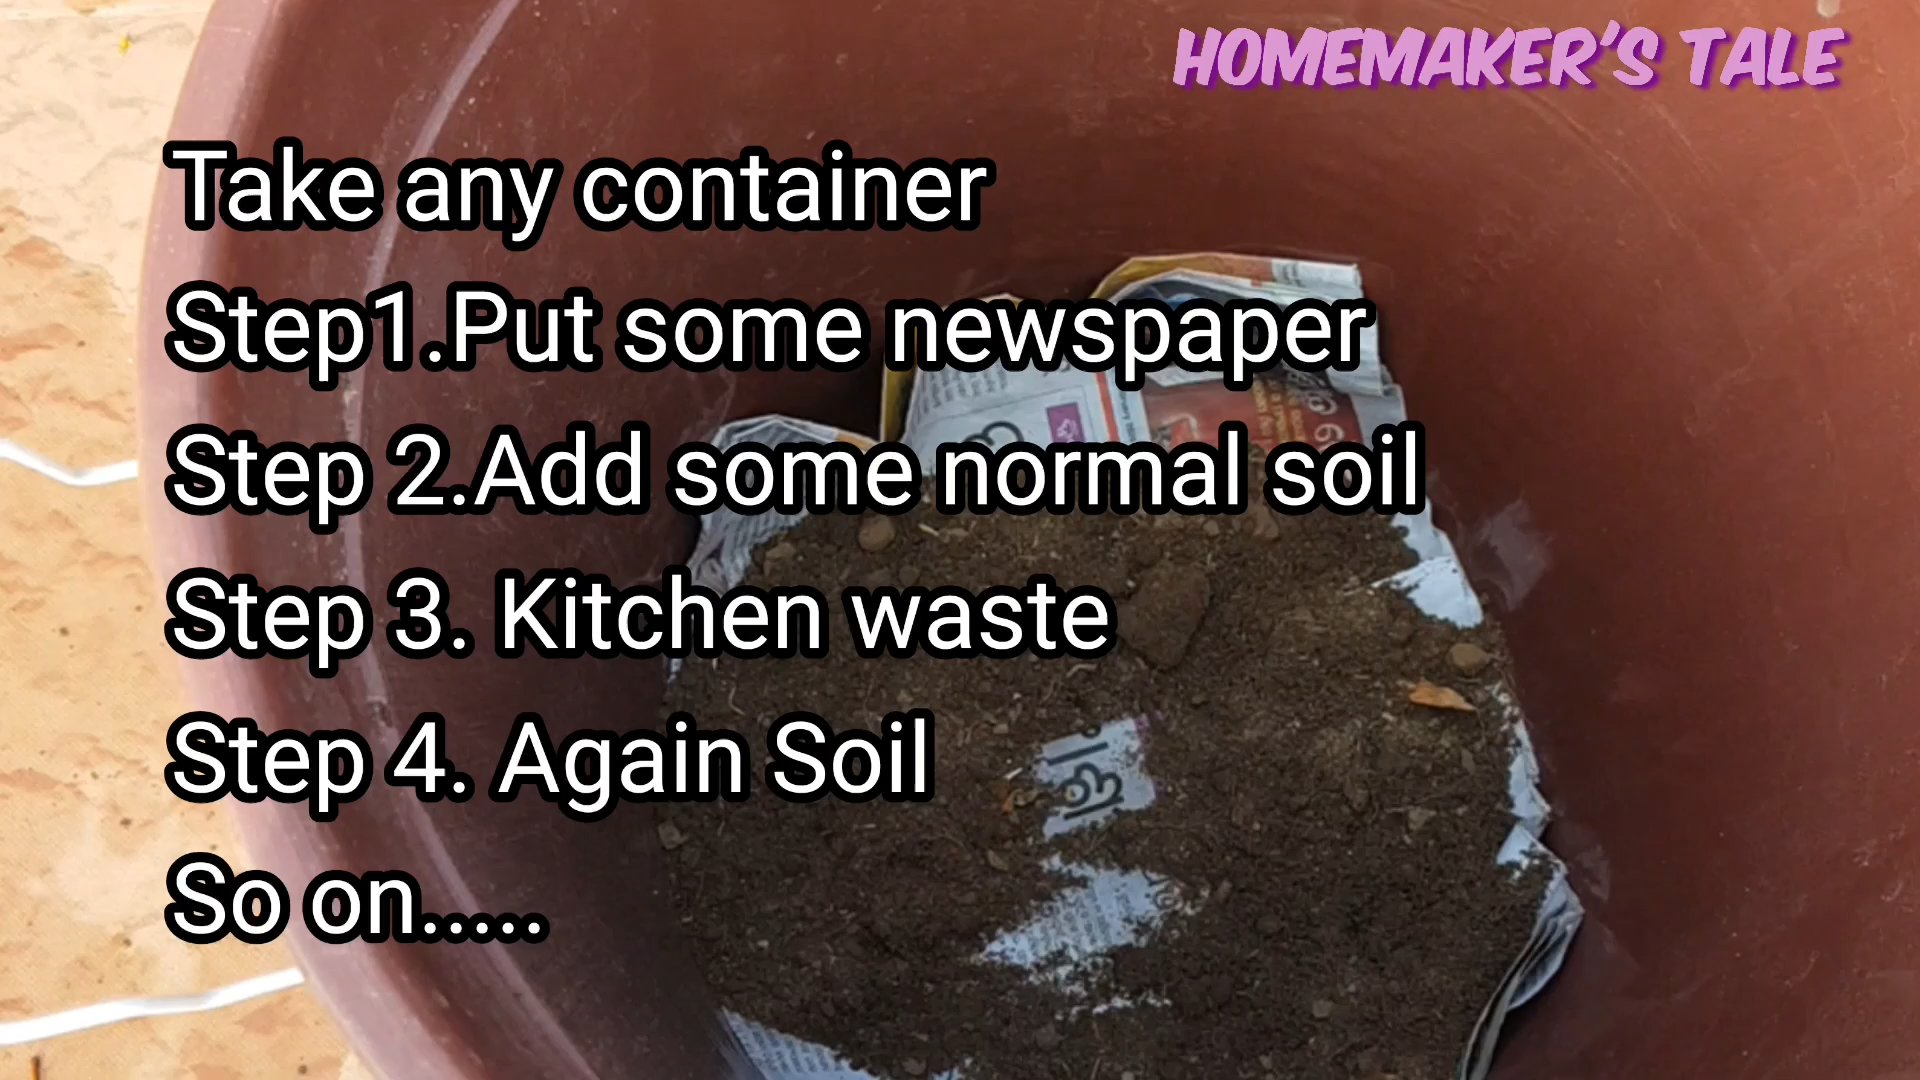 HOMEMAKER'S TALE
Take any container
Step1.Put some newspaper
Step 2.Add some normal soil
Step 3. Kitchen waste
Step 4. Again Soil
So on.....